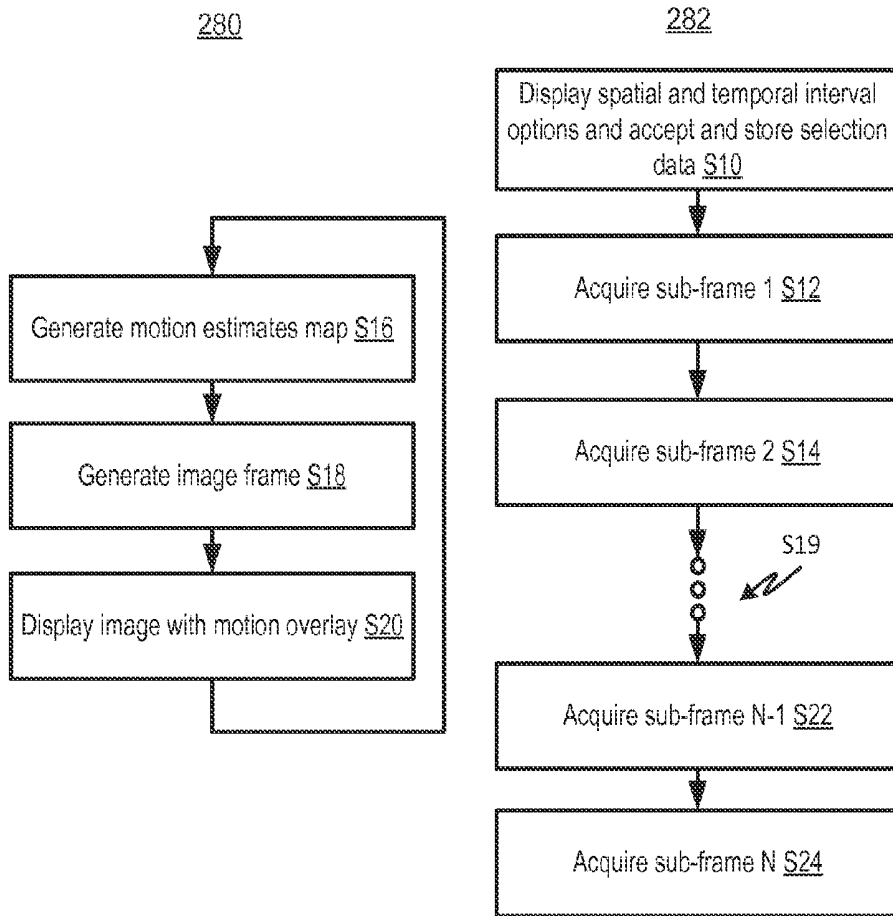 280
282
Display spatial and temporal interval
options and accept and store selection
data S10
Acquire sub-frame 1 S12
Generate motion estimates map S16
Acquire sub-frame 2 S14
Generate image frame S18
S19
Display image with motion overlay S20
Acquire sub-frame N-1 S22
Acquire sub-frame N S24